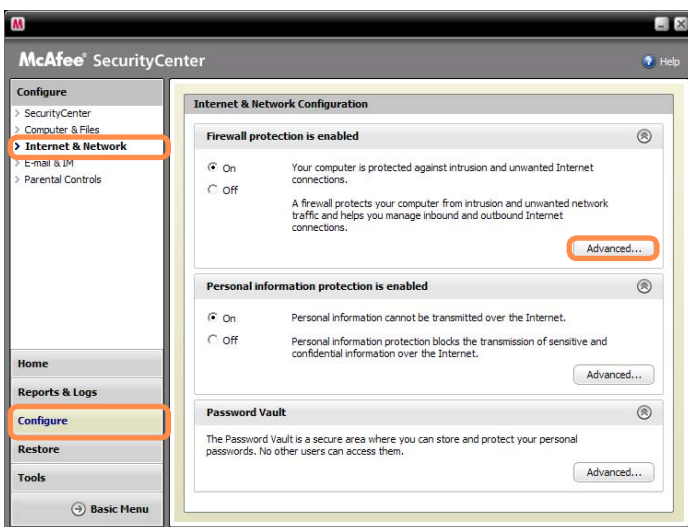 M
McAfee® SecurityCenter
Help
Configure
> SecurityCenter
> Computer & Files
> Internet & Network
> E-mail & IM
> Parental Controls
Home
Reports & Logs
Configure
Restore
Tools
Basic Menu
Internet & Network Configuration
Firewall protection is enabled
On
Off
Your computer is protected against intrusion and unwanted Internet
connections.
A firewall protects your computer from intrusion and unwanted network
traffic and helps you manage inbound and outbound Internet
connections.
Advanced...
Personal information protection is enabled
On
Off
Personal information cannot be transmitted over the Internet.
Personal information protection blocks the transmission of sensitive and
confidential information over the Internet.
Advanced...
Password Vault
The Password Vault is a secure area where you can store and protect your personal
passwords. No other users can access them.
Advanced...